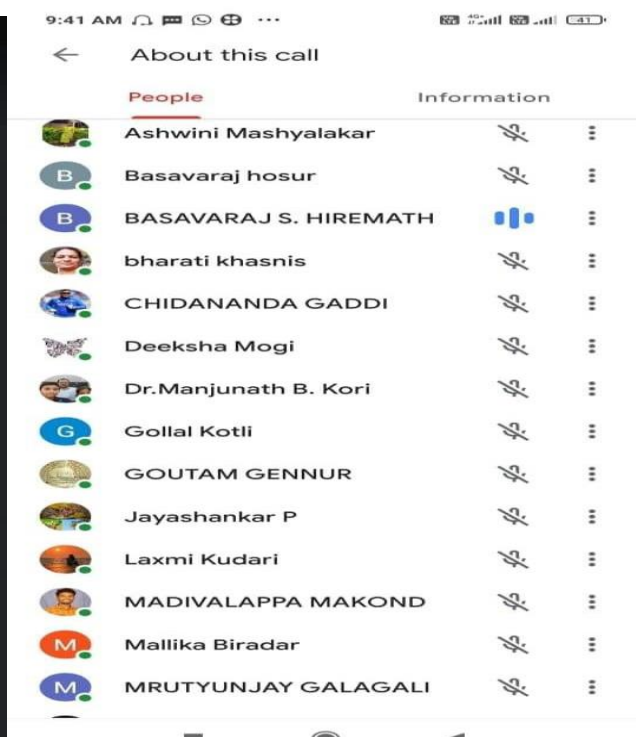 9:41 AM ··· 41
About this call
People Information
Ashwini Mashyalakar
B Basavaraj hosur
B BASAVARAJ S. HIREMATH
bharati khasnis
CHIDANANDA GADDI
Deeksha Mogi
Dr.Manjunath B. Kori
G Gollal Kotli
GOUTAM GENNUR
Jayashankar P
Laxmi Kudari
MADIVALAPPA MAKOND
M Mallika Biradar
M MRUTYUNJAY GALAGALI